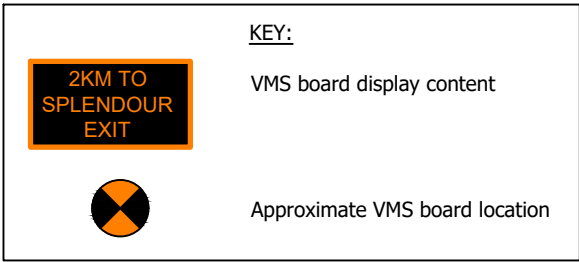 KEY:
2KM TO
SPLENDOUR
EXIT
VMS board display content
Approximate VMS board location